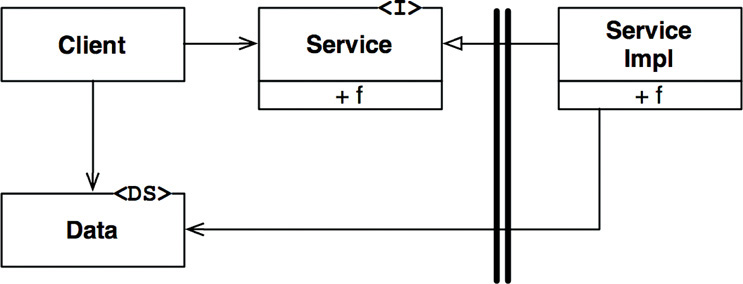 <I>
Client
Service
Service
Impl
+ f
+ f
<DS>
Data